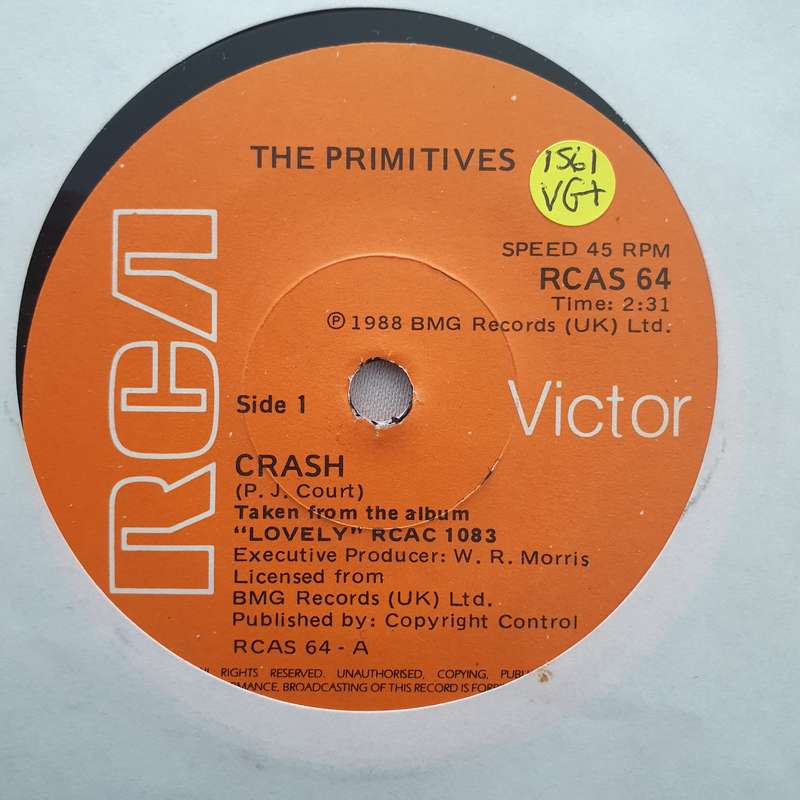 THE PRIMITIVES
1561
VG+
SPEED 45 RPM
RCAS 64
Time: 2:31
℗ 1988 BMG Records (UK) Ltd.
RCA
Side 1
Victor
CRASH
(P. J. Court)
Taken from the album
"LOVELY" RCAC 1083
Executive Producer: W. R. Morris
Licensed from
BMG Records (UK) Ltd.
Published by: Copyright Control
RCAS 64 - A
RIGHTS RESERVED. UNAUTHORISED, COPYING,
BROADCASTING OF THIS RECORD IS